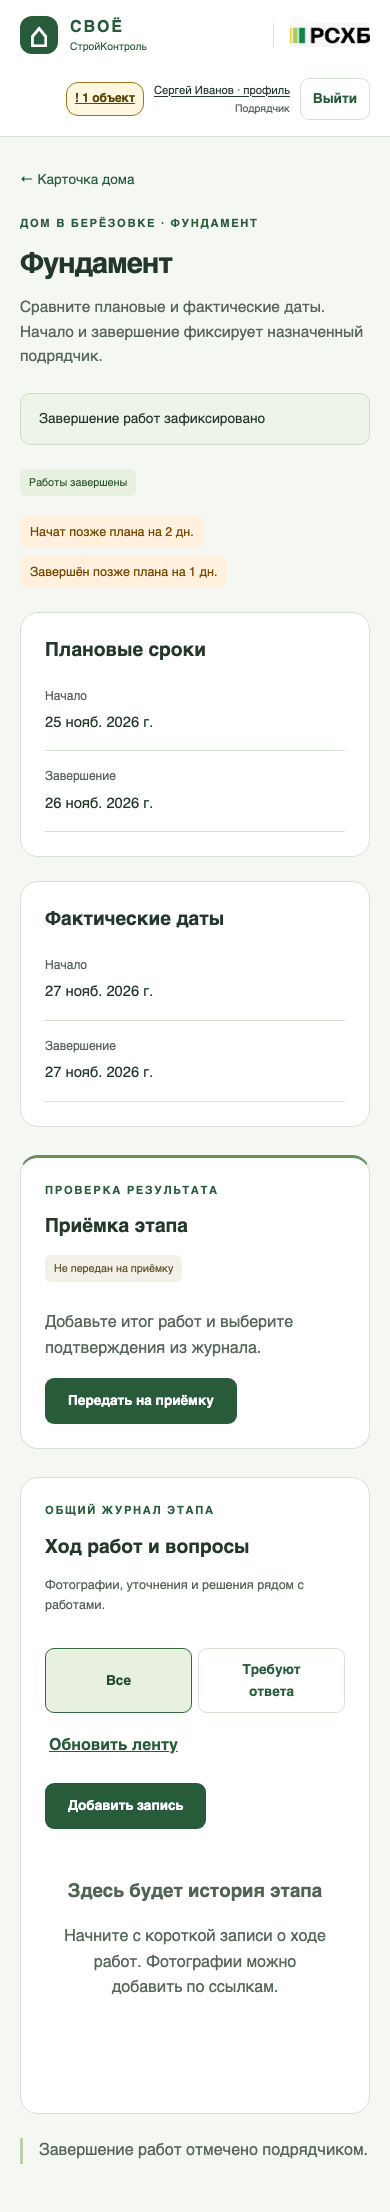 СВОЁ
СтройКонтроль
РСХБ
! 1 объект
Сергей Иванов · профиль
Подрядчик
Выйти
← Карточка дома
ДОМ В БЕРЁЗОВКЕ · ФУНДАМЕНТ
Фундамент
Сравните плановые и фактические даты.
Начало и завершение фиксирует назначенный
подрядчик.
Завершение работ зафиксировано
Работы завершены
Начат позже плана на 2 дн.
Завершён позже плана на 1 дн.
Плановые сроки
Начало
25 нояб. 2026 г.
Завершение
26 нояб. 2026 г.
Фактические даты
Начало
27 нояб. 2026 г.
Завершение
27 нояб. 2026 г.
ПРОВЕРКА РЕЗУЛЬТАТА
Приёмка этапа
Не передан на приёмку
Добавьте итог работ и выберите
подтверждения из журнала.
Передать на приёмку
ОБЩИЙ ЖУРНАЛ ЭТАПА
Ход работ и вопросы
Фотографии, уточнения и решения рядом с
работами.
Все
Требуют
ответа
Обновить ленту
Добавить запись
Здесь будет история этапа
Начните с короткой записи о ходе
работ. Фотографии можно
добавить по ссылкам.
Завершение работ отмечено подрядчиком.